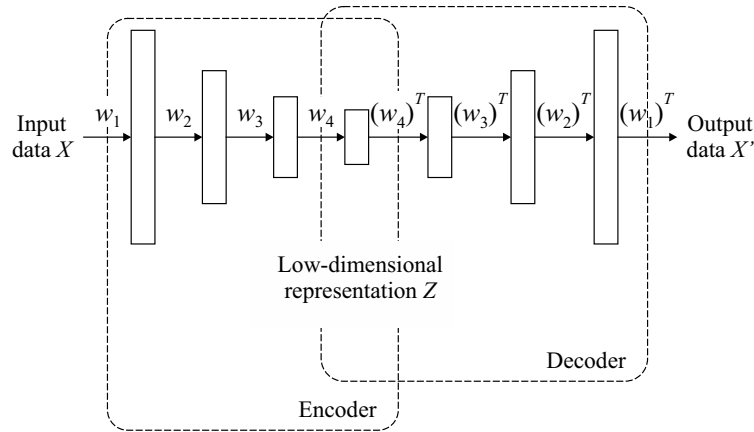 Input
data X
w₁
w₂
w₃
w₄
(w₄)ᵀ
(w₃)ᵀ
(w₂)ᵀ
(w₁)ᵀ
Output
data X'
Low-dimensional
representation Z
Decoder
Encoder